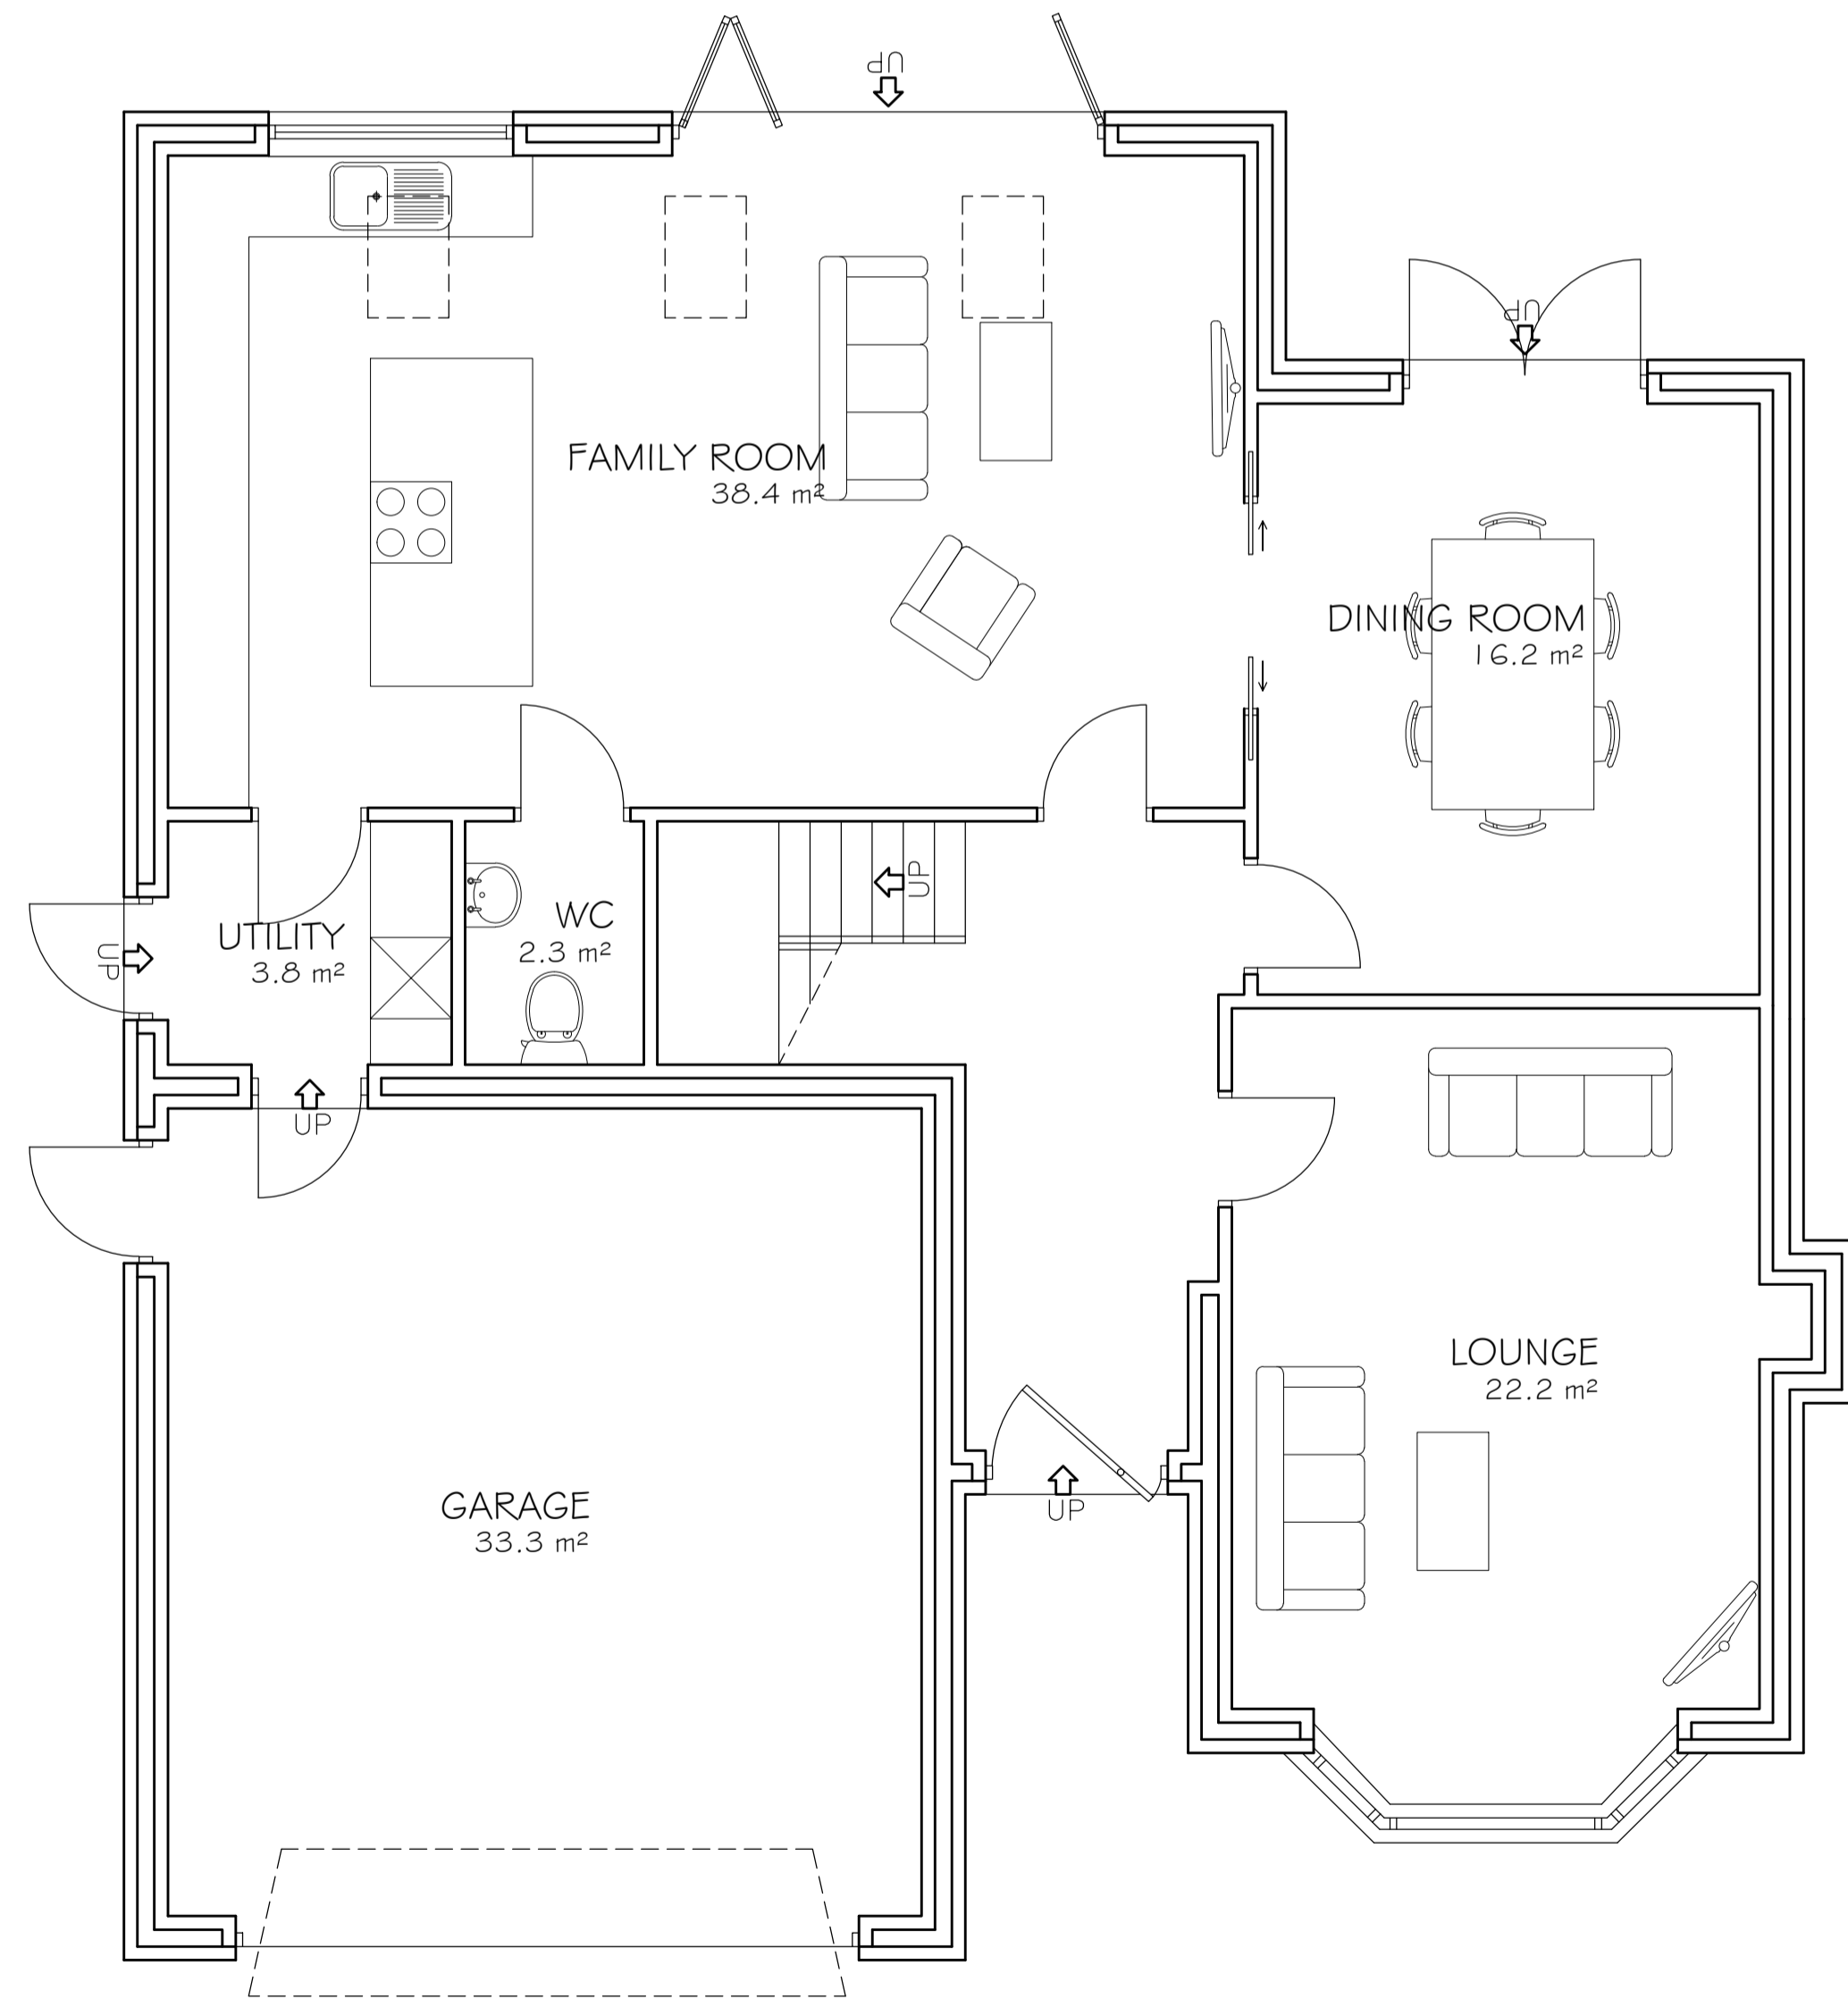 UP
UP
FAMILY ROOM
38.4 m²
DINING ROOM
16.2 m²
UP
WC
2.3 m²
UTILITY
3.8 m²
UP
UP
LOUNGE
22.2 m²
GARAGE
33.3 m²
UP